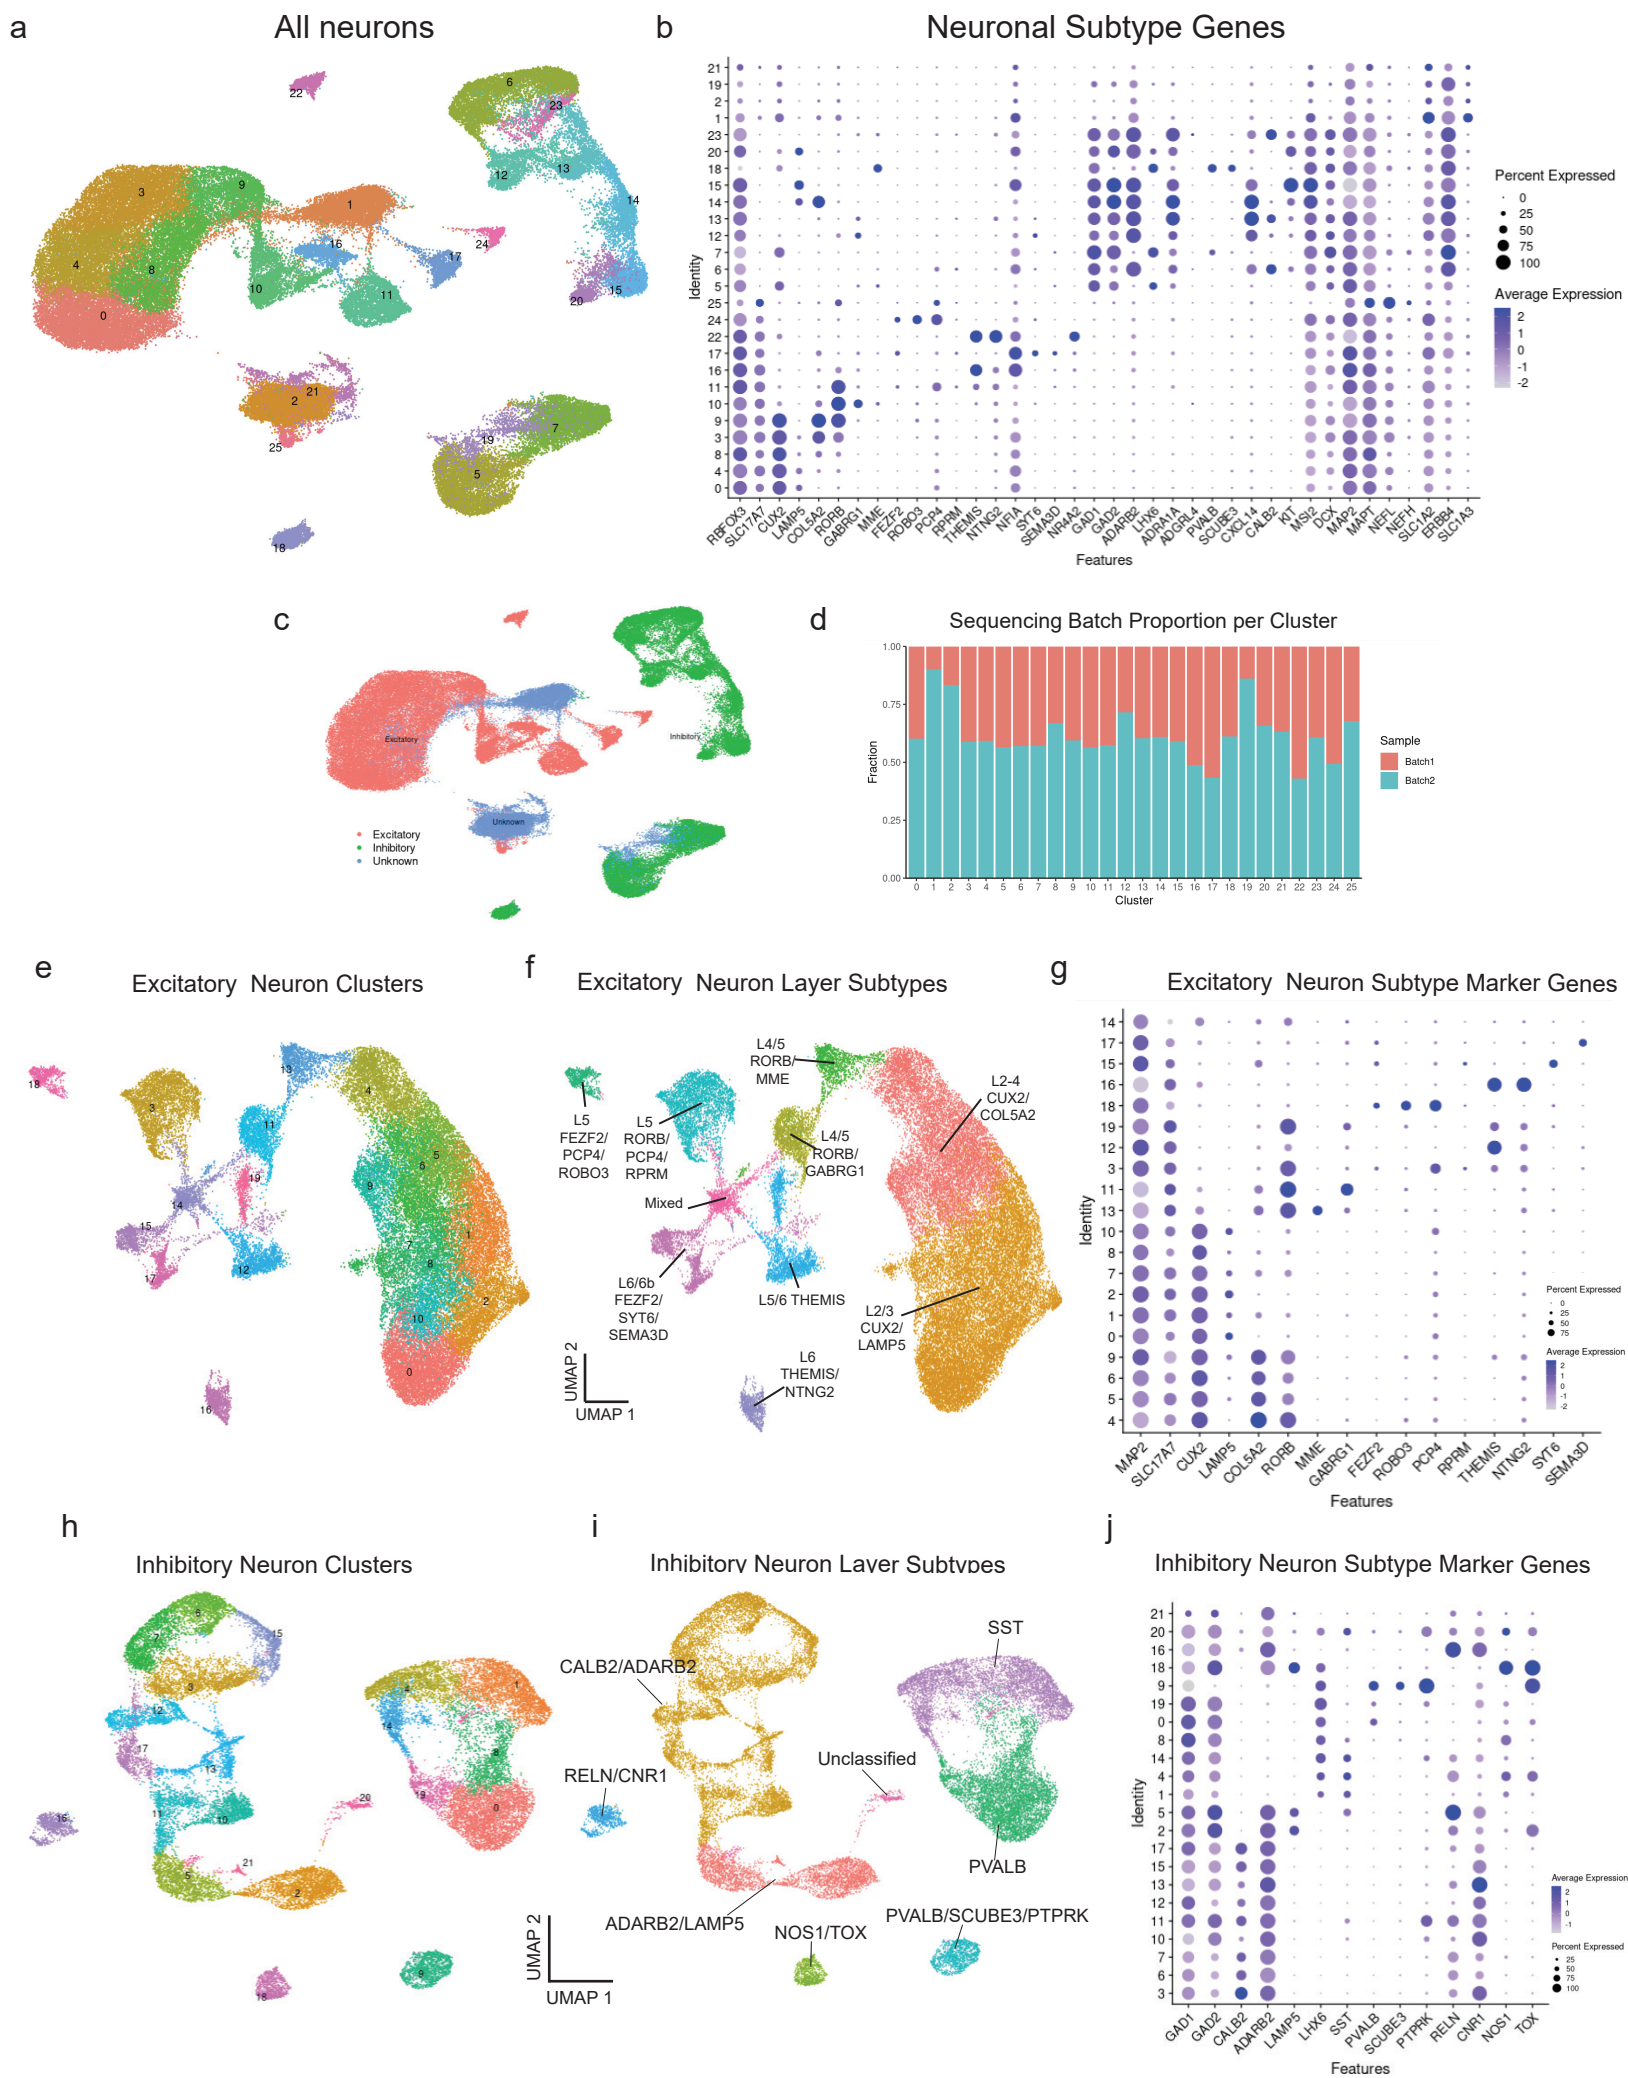 a
All neurons
22
6
23
3
9
12
13
1
14
16
24
17
4
8
10
11
15
20
0
21
2
25
19
7
5
18
b
Neuronal Subtype Genes
21
19
2
1
23
20
18
15
14
13
12
7
6
5
25
24
22
17
16
11
10
9
3
8
4
0
Identity
RBFOX3
SLC17A7
CUX2
LAMP5
COL5A2
RORB
GABRG1
MME
FEZF2
ROBO3
PCP4
RPRM
THEMIS
NTNG2
NFIA
SYT6
SEMA3D
NR4A2
GAD1
GAD2
ADARB2
LHX6
ADRA1A
ADGRL4
PVALB
SCUBE3
CXCL14
CALB2
KIT
MSI2
DCX
MAP2
MAPT
NEFL
NEFH
SLC1A2
ERBB4
SLC1A3
Features
Percent Expressed
0
25
50
75
100
Average Expression
2
1
0
-1
-2
c
Excitatory
Inhibitory
Unknown
Excitatory
Inhibitory
Unknown
d
Sequencing Batch Proportion per Cluster
1.00
0.75
0.50
0.25
0.00
Fraction
0 1 2 3 4 5 6 7 8 9 10 11 12 13 14 15 16 17 18 19 20 21 22 23 24 25
Cluster
Sample
Batch1
Batch2
e
Excitatory Neuron Clusters
18
3
13
4
11
5
6
9
19
14
15
1
7
8
12
17
2
10
0
16
f
Excitatory Neuron Layer Subtypes
L4/5
RORB/
MME
L2-4
CUX2/
COL5A2
L5
FEZF2/
PCP4/
ROBO3
L5
RORB/
PCP4/
RPRM
L4/5
RORB/
GABRG1
Mixed
L6/6b
FEZF2/
SYT6/
SEMA3D
L5/6 THEMIS
L2/3
CUX2/
LAMP5
L6
THEMIS/
NTNG2
UMAP 2
UMAP 1
g
Excitatory Neuron Subtype Marker Genes
14
17
15
16
18
19
12
3
11
13
10
8
7
2
1
0
9
6
5
4
Identity
MAP2
SLC17A7
CUX2
LAMP5
COL5A2
RORB
MME
GABRG1
FEZF2
ROBO3
PCP4
RPRM
THEMIS
NTNG2
SYT6
SEMA3D
Features
Percent Expressed
0
25
50
75
Average Expression
2
1
0
-1
-2
h
Inhibitory Neuron Clusters
6
7
15
3
12
17
13
4
1
14
8
19
0
16
11
10
20
5
21
2
18
9
i
Inhibitory Neuron Layer Subtypes
SST
CALB2/ADARB2
Unclassified
RELN/CNR1
PVALB
ADARB2/LAMP5
NOS1/TOX
PVALB/SCUBE3/PTPRK
UMAP 2
UMAP 1
j
Inhibitory Neuron Subtype Marker Genes
21
20
16
18
9
19
0
8
14
4
1
5
2
17
15
13
12
11
10
7
6
3
Identity
GAD1
GAD2
CALB2
ADARB2
LAMP5
LHX6
SST
PVALB
SCUBE3
PTPRK
RELN
CNR1
NOS1
TOX
Features
Average Expression
2
1
0
-1
Percent Expressed
25
50
75
100